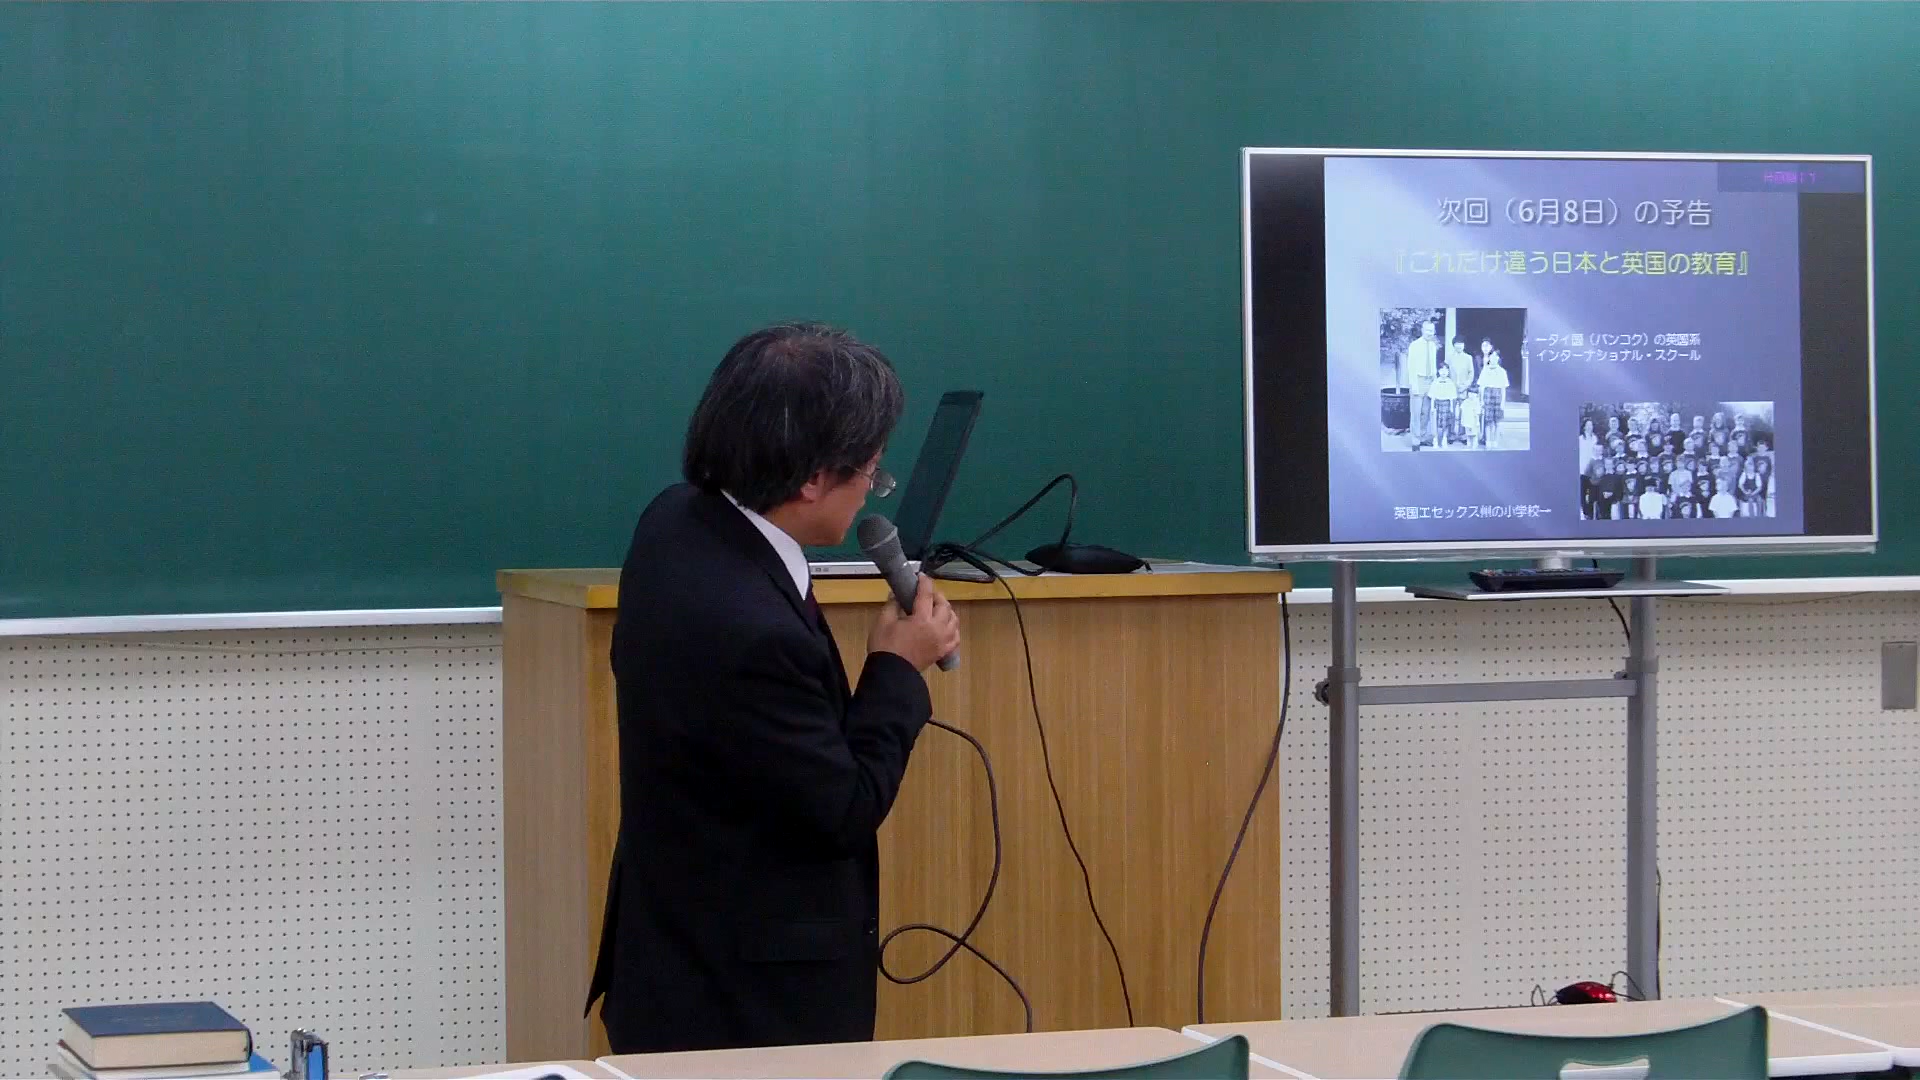 次回（6月8日）の予告
『これだけ違う日本と英国の教育』
←タイ国（バンコク）の英国系
インターナショナル・スクール
英国エセックス州の小学校→